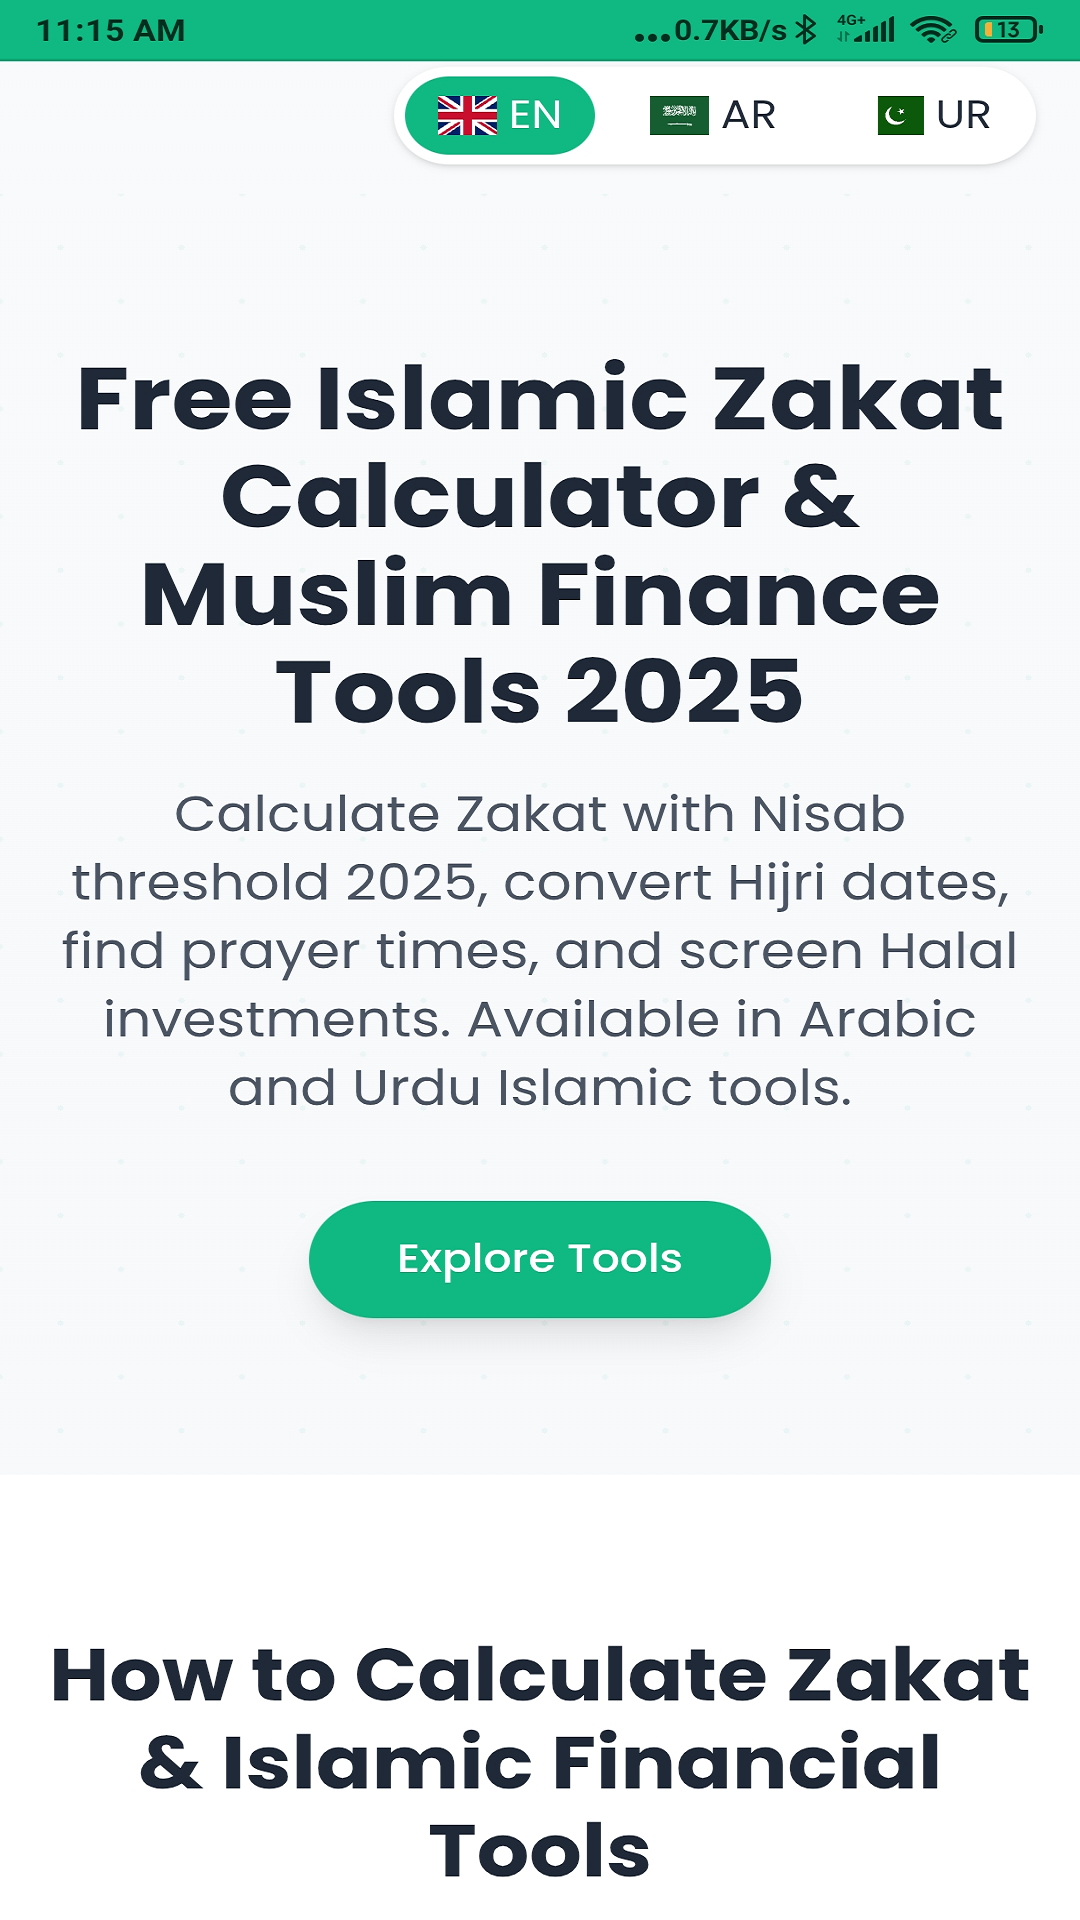 11:15 AM
...0.7KB/s 4G+ 13
EN AR UR
Free Islamic Zakat
Calculator &
Muslim Finance
Tools 2025
Calculate Zakat with Nisab
threshold 2025, convert Hijri dates,
find prayer times, and screen Halal
investments. Available in Arabic
and Urdu Islamic tools.
Explore Tools
How to Calculate Zakat
& Islamic Financial
Tools